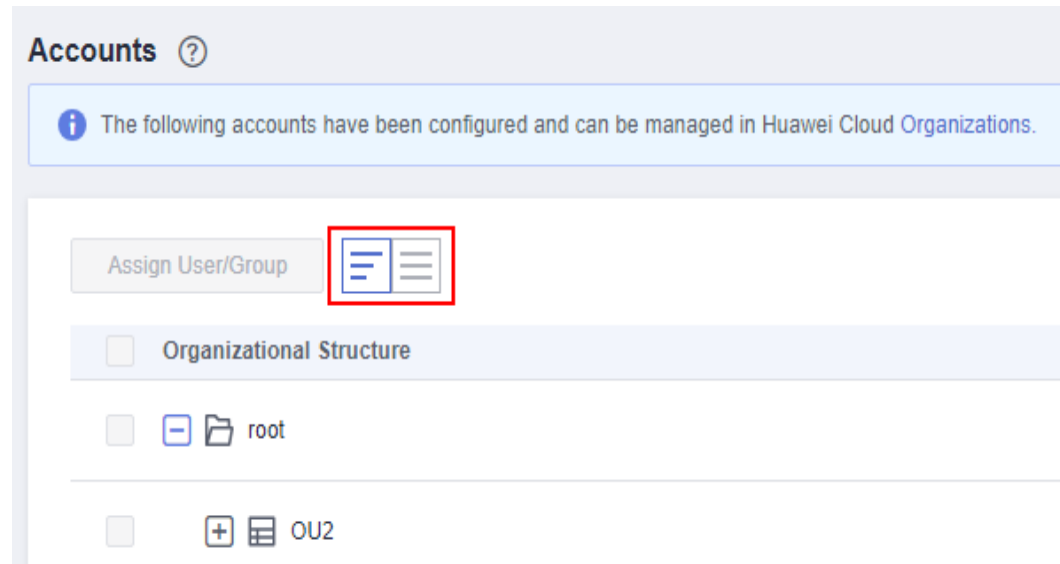 Accounts ?
i The following accounts have been configured and can be managed in Huawei Cloud Organizations.
Assign User/Group
Organizational Structure
root
OU2